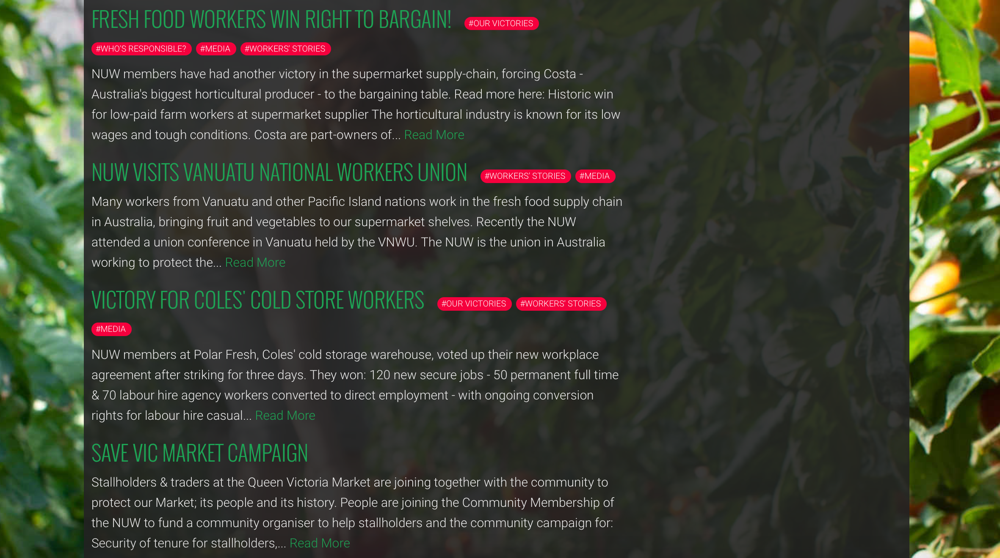 FRESH FOOD WORKERS WIN RIGHT TO BARGAIN! #OUR VICTORIES
#WHO'S RESPONSIBLE? #MEDIA #WORKERS' STORIES
NUW members have had another victory in the supermarket supply-chain, forcing Costa -
Australia's biggest horticultural producer - to the bargaining table. Read more here: Historic win
for low-paid farm workers at supermarket supplier The horticultural industry is known for its low
wages and tough conditions. Costa are part-owners of... Read More
NUW VISITS VANUATU NATIONAL WORKERS UNION #WORKERS' STORIES #MEDIA
Many workers from Vanuatu and other Pacific Island nations work in the fresh food supply chain
in Australia, bringing fruit and vegetables to our supermarket shelves. Recently the NUW
attended a union conference in Vanuatu held by the VNWU. The NUW is the union in Australia
working to protect the... Read More
VICTORY FOR COLES' COLD STORE WORKERS #OUR VICTORIES #WORKERS' STORIES
#MEDIA
NUW members at Polar Fresh, Coles' cold storage warehouse, voted up their new workplace
agreement after striking for three days. They won: 120 new secure jobs - 50 permanent full time
& 70 labour hire agency workers converted to direct employment - with ongoing conversion
rights for labour hire casual... Read More
SAVE VIC MARKET CAMPAIGN
Stallholders & traders at the Queen Victoria Market are joining together with the community to
protect our Market; its people and its history. People are joining the Community Membership of
the NUW to fund a community organiser to help stallholders and the community campaign for:
Security of tenure for stallholders,... Read More